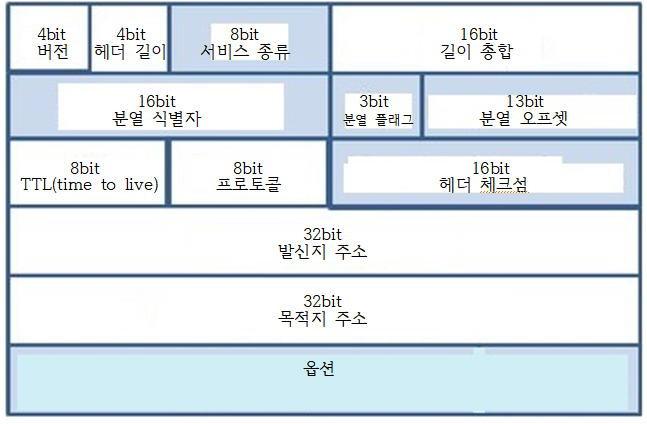 4bit
버전
4bit
헤더 길이
8bit
서비스 종류
16bit
길이 총합
16bit
분열 식별자
3bit
분열 플래그
13bit
분열 오프셋
8bit
TTL(time to live)
8bit
프로토콜
16bit
헤더 체크섬
32bit
발신지 주소
32bit
목적지 주소
옵션